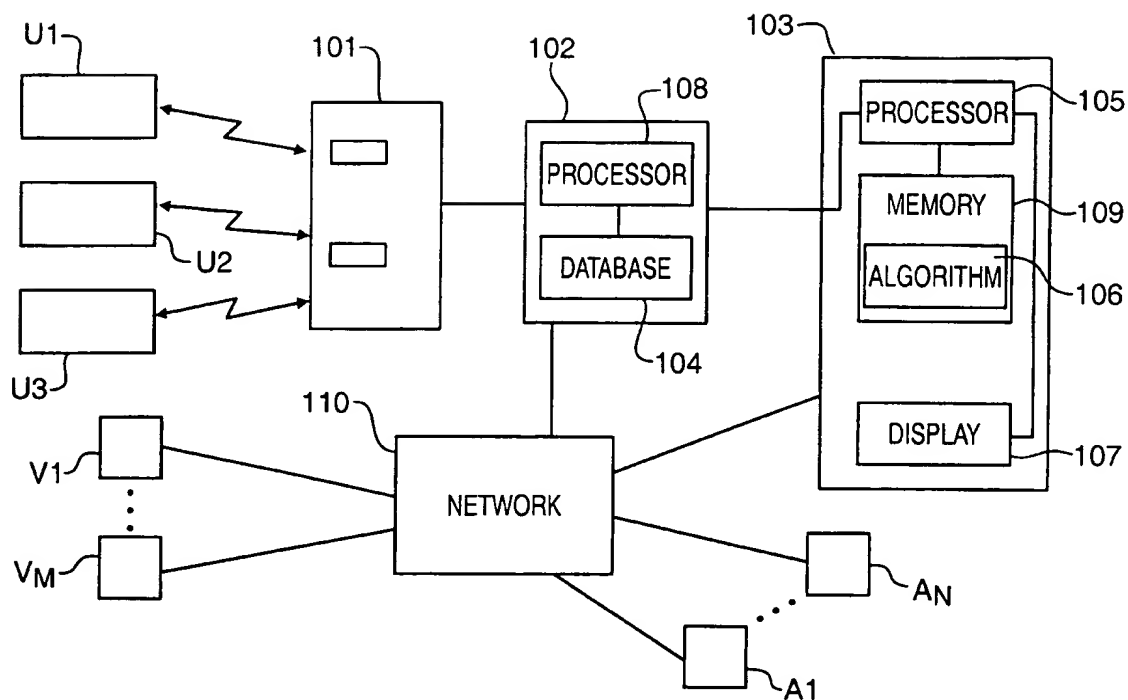 U1
101
102
108
103
PROCESSOR
105
PROCESSOR
MEMORY
109
U2
DATABASE
ALGORITHM
106
104
U3
110
DISPLAY
107
V1
NETWORK
VM
AN
A1